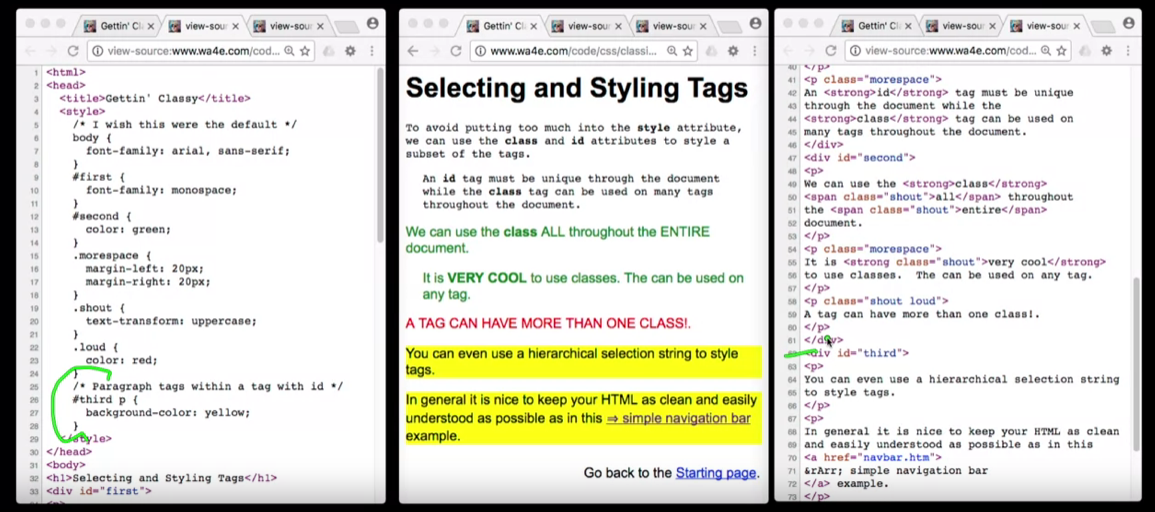 Gettin' Cl
view-sour
view-sour
view-source:www.wa4e.com/cod...
1 <html>
2 <head>
3 <title>Gettin' Classy</title>
4 <style>
5 /* I wish this were the default */
6 body {
7 font-family: arial, sans-serif;
8 }
9 #first {
10 font-family: monospace;
11 }
12 #second {
13 color: green;
14 }
15 .morespace {
16 margin-left: 20px;
17 margin-right: 20px;
18 }
19 .shout {
20 text-transform: uppercase;
21 }
22 .loud {
23 color: red;
24 }
25 /* Paragraph tags within a tag with id */
26 #third p {
27 background-color: yellow;
28 }
29 </style>
30 </head>
31 <body>
32 <h1>Selecting and Styling Tags</h1>
33 <div id="first">
Gettin' Cl
view-sour
view-sour
www.wa4e.com/code/css/classi...
Selecting and Styling Tags
To avoid putting too much into the style attribute,
we can use the class and id attributes to style a
subset of the tags.
An id tag must be unique through the document
while the class tag can be used on many tags
throughout the document.
We can use the class ALL throughout the ENTIRE
document.
It is VERY COOL to use classes. The can be used on
any tag.
A TAG CAN HAVE MORE THAN ONE CLASS!.
You can even use a hierarchical selection string to style
tags.
In general it is nice to keep your HTML as clean and easily
understood as possible as in this ⇒ simple navigation bar
example.
Go back to the Starting page.
Gettin' Cl
view-sour
view-sour
view-source:www.wa4e.com/cod...
40 </p>
41 <p class="morespace">
42 An <strong>id</strong> tag must be unique
43 through the document while the
44 <strong>class</strong> tag can be used on
45 many tags throughout the document.
46 </div>
47 <div id="second">
48 <p>
49 We can use the <strong>class</strong>
50 <span class="shout">all</span> throughout
51 the <span class="shout">entire</span>
52 document.
53 </p>
54 <p class="morespace">
55 It is <strong class="shout">very cool</strong>
56 to use classes. The can be used on any tag.
57 </p>
58 <p class="shout loud">
59 A tag can have more than one class!.
60 </p>
61 </div>
62 <div id="third">
63 <p>
64 You can even use a hierarchical selection string
65 to style tags.
66 </p>
67 <p>
68 In general it is nice to keep your HTML as clean
69 and easily understood as possible as in this
70 <a href="navbar.htm">
71 &rArr; simple navigation bar
72 </a> example.
73 </p>